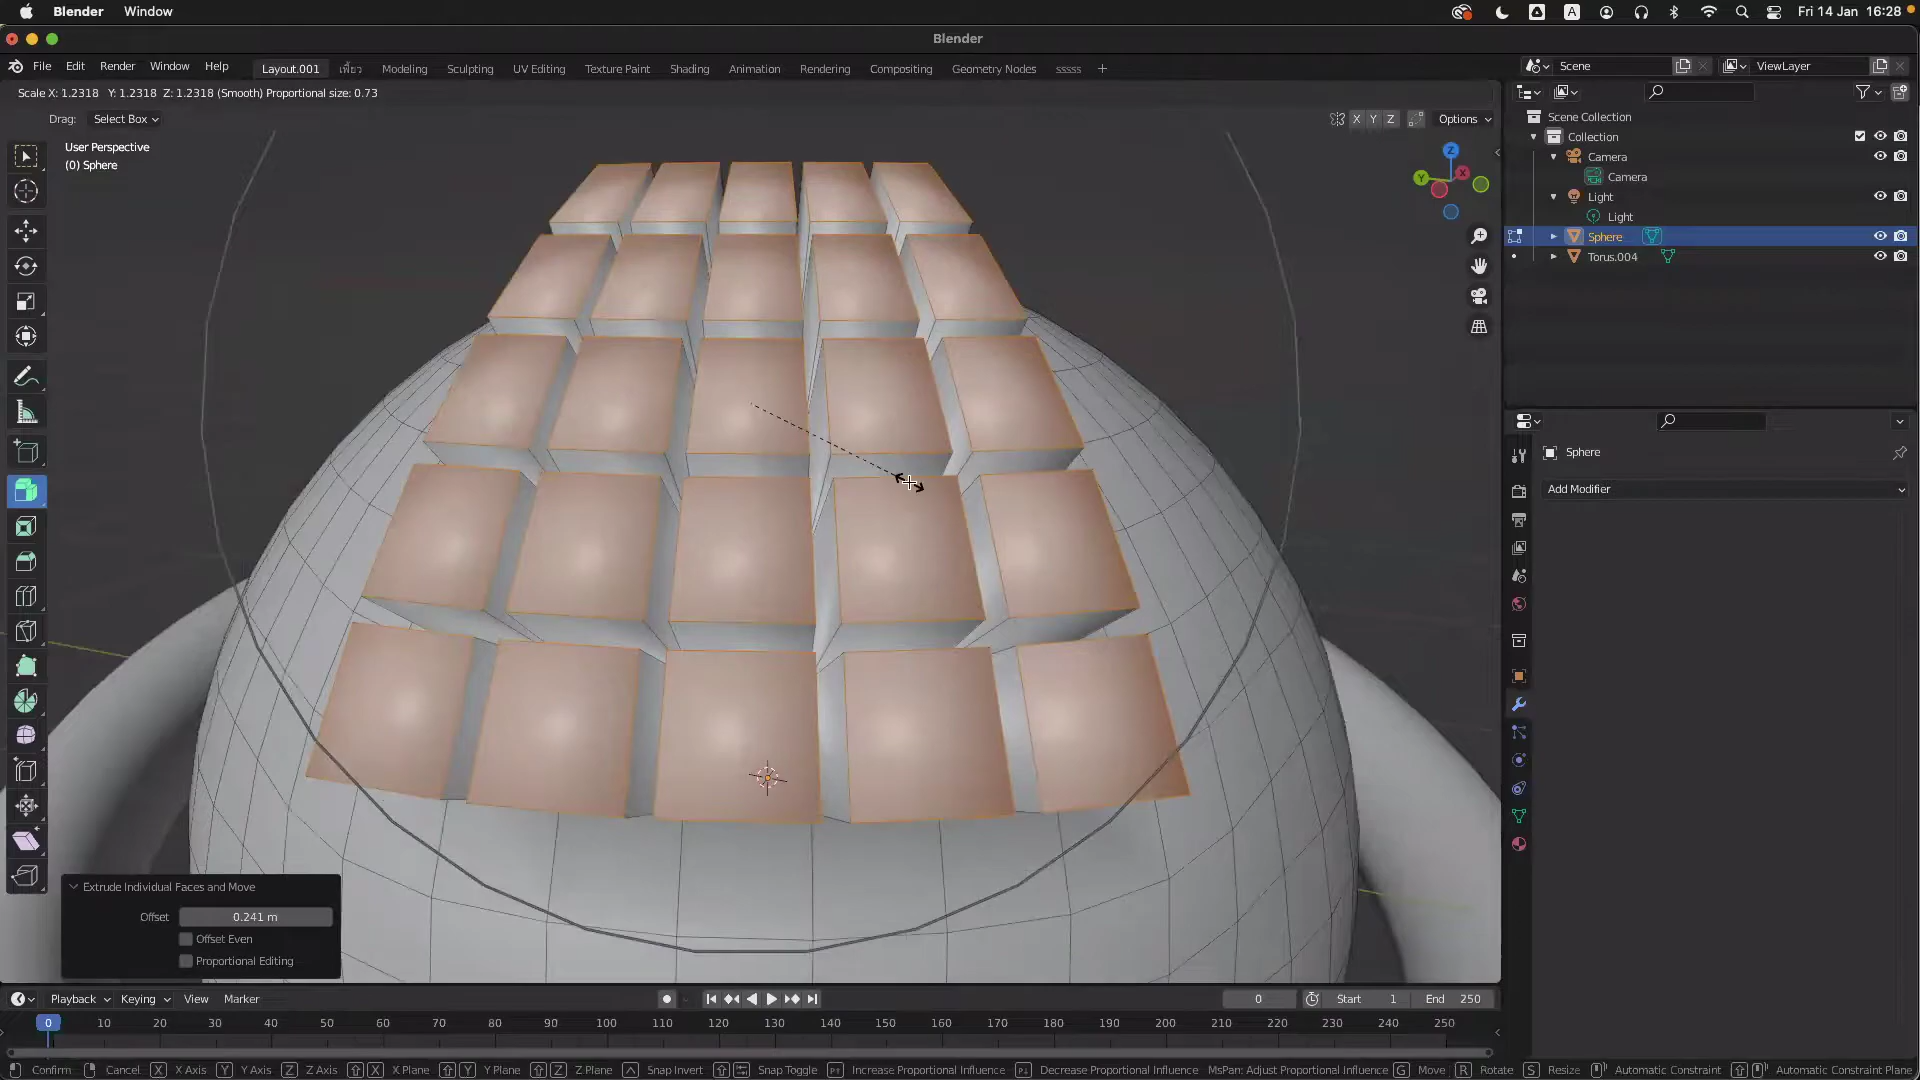 Blender Window Fri 14 Jan 16:28
Blender
File Edit Render Window Help Layout.001 เพี้ยว Modeling Sculpting UV Editing Texture Paint Shading Animation Rendering Compositing Geometry Nodes sssss + Scene ViewLayer
Scale X: 1.2318 Y: 1.2318 Z: 1.2318 (Smooth) Proportional size: 0.73
Drag: Select Box X Y Z Options
User Perspective
(0) Sphere
Z
Y X
Scene Collection
Collection
Camera
Camera
Light
Light
Sphere
Torus.004
Sphere
Add Modifier
Extrude Individual Faces and Move
Offset 0.241 m
Offset Even
Proportional Editing
Playback Keying View Marker 0 Start 1 End 250
0 10 20 30 40 50 60 70 80 90 100 110 120 130 140 150 160 170 180 190 200 210 220 230 240 250
Confirm Cancel X X Axis Y Y Axis Z Z Axis X X Plane Y Y Plane Z Z Plane Snap Invert Snap Toggle Increase Proportional Influence Decrease Proportional Influence MsPan: Adjust Proportional Influence G Move R Rotate S Resize Automatic Constraint Automatic Constraint Plane